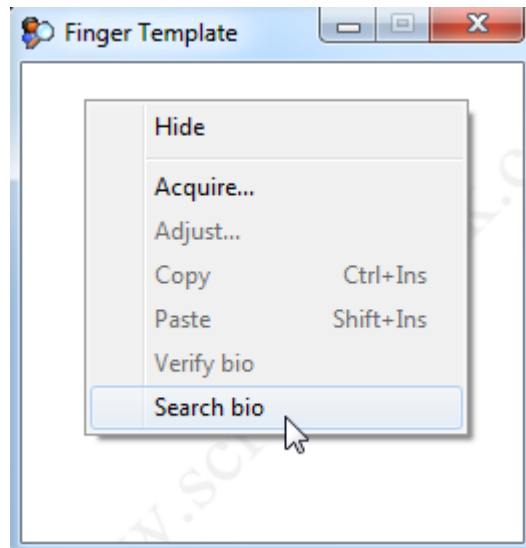 Finger Template
Hide
Acquire...
Adjust...
Copy Ctrl+Ins
Paste Shift+Ins
Verify bio
Search bio